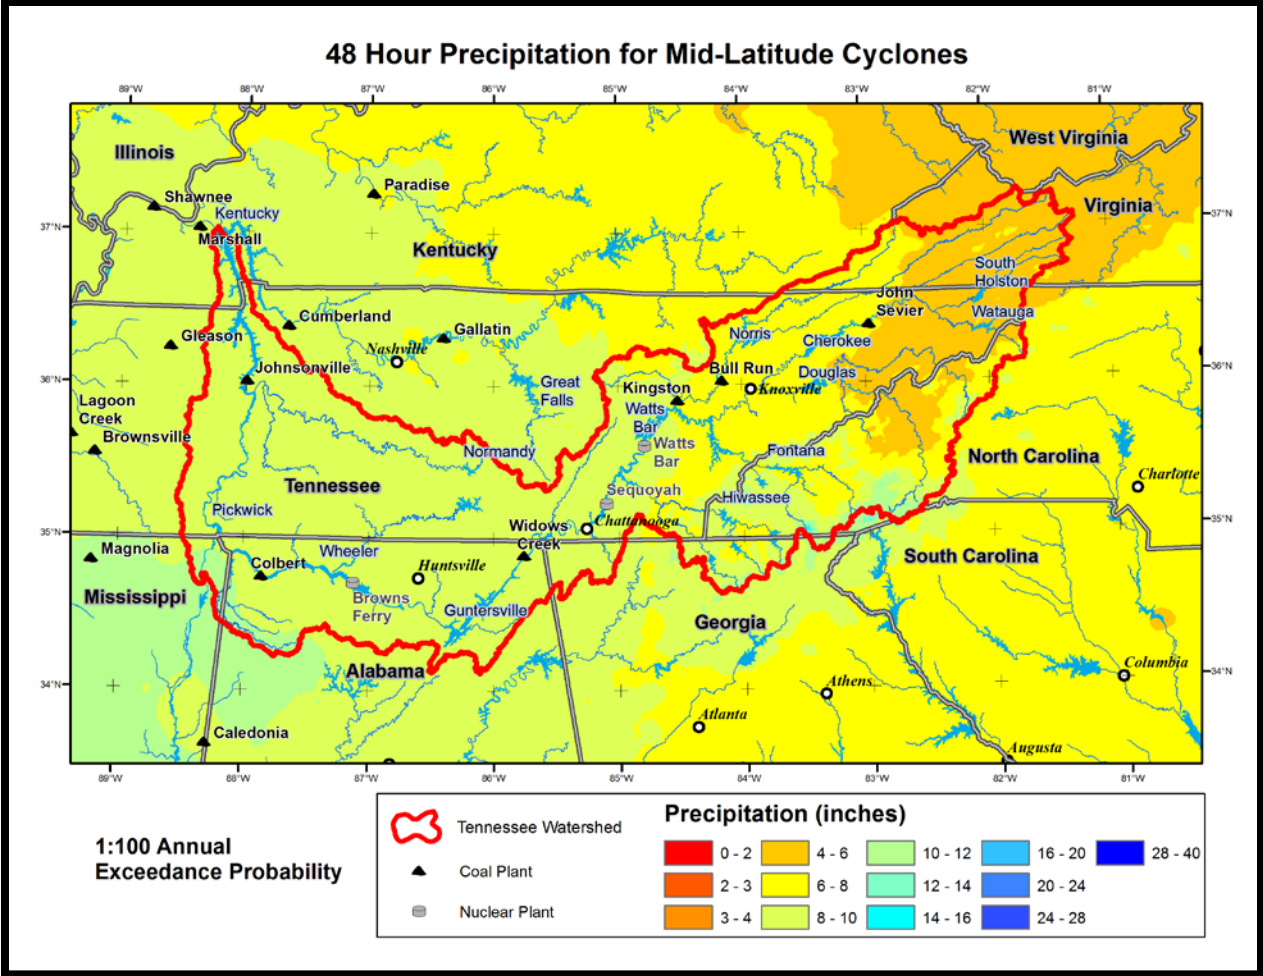 48 Hour Precipitation for Mid-Latitude Cyclones
89°W 88°W 87°W 86°W 85°W 84°W 83°W 82°W 81°W
Illinois
West Virginia
Shawnee
Paradise
Virginia
Kentucky
37°N
37°N
Marshall
Kentucky
South
Holston
John
Sevier
Cumberland
Watauga
Gleason
Gallatin
Norris
Cherokee
Nashville
36°N
36°N
Johnsonville
Bull Run
Douglas
Great
Falls
Kingston
Knoxville
Lagoon
Creek
Watts
Bar
Brownsville
Watts
Bar
Normandy
Fontana
North Carolina
Charlotte
Tennessee
Sequoyah
Hiwassee
Pickwick
35°N
35°N
Widows
Creek
Chattanooga
Magnolia
Wheeler
South Carolina
Colbert
Huntsville
Mississippi
Browns
Ferry
Guntersville
Georgia
Alabama
Columbia
34°N
34°N
Athens
Atlanta
Caledonia
Augusta
89°W 88°W 87°W 86°W 85°W 84°W 83°W 82°W 81°W
1:100 Annual
Exceedance Probability
Tennessee Watershed
Coal Plant
Nuclear Plant
Precipitation (inches)
0 - 2 4 - 6 10 - 12 16 - 20 28 - 40
2 - 3 6 - 8 12 - 14 20 - 24
3 - 4 8 - 10 14 - 16 24 - 28